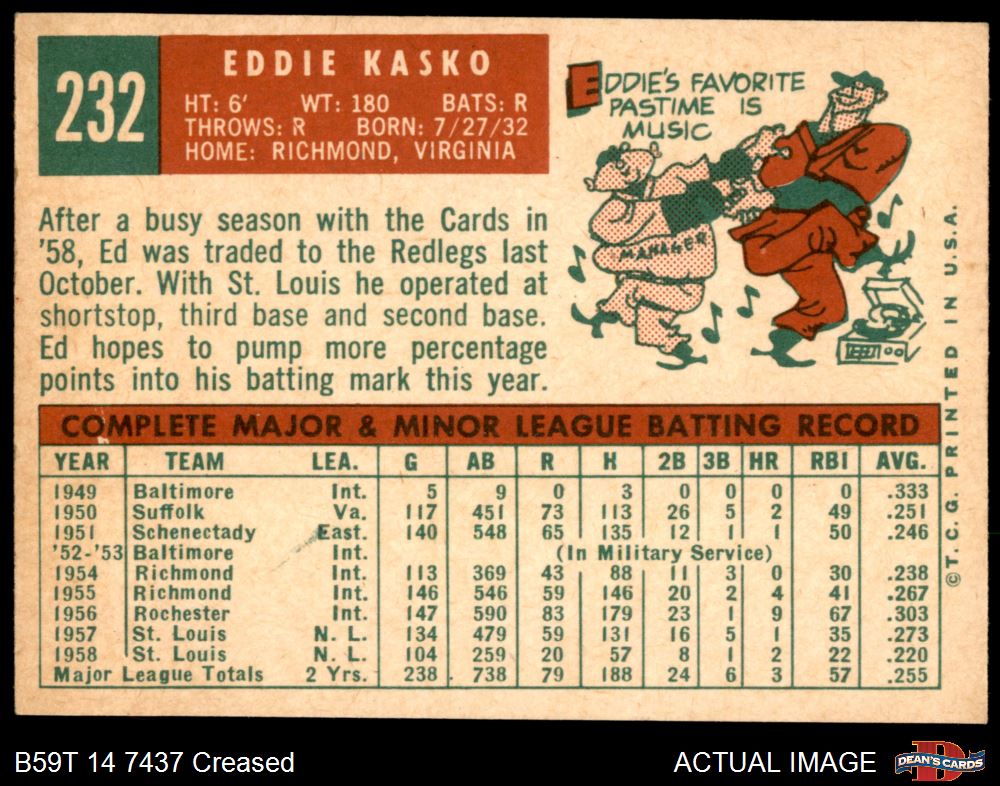 232
EDDIE KASKO
HT: 6' WT: 180 BATS: R
THROWS: R BORN: 7/27/32
HOME: RICHMOND, VIRGINIA
EDDIE'S FAVORITE
PASTIME IS
MUSIC
MANAGER
After a busy season with the Cards in
'58, Ed was traded to the Redlegs last
October. With St. Louis he operated at
shortstop, third base and second base.
Ed hopes to pump more percentage
points into his batting mark this year.
COMPLETE MAJOR & MINOR LEAGUE BATTING RECORD
YEAR TEAM LEA. G AB R H 2B 3B HR RBI AVG.
1949 Baltimore Int. 5 9 0 3 0 0 0 0 .333
1950 Suffolk Va. 117 451 73 113 26 5 2 49 .251
1951 Schenectady East. 140 548 65 135 12 1 1 50 .246
'52-'53 Baltimore Int. (In Military Service)
1954 Richmond Int. 113 369 43 88 11 3 0 30 .238
1955 Richmond Int. 146 546 59 146 20 2 4 41 .267
1956 Rochester Int. 147 590 83 179 23 1 9 67 .303
1957 St. Louis N. L. 134 479 59 131 16 5 1 35 .273
1958 St. Louis N. L. 104 259 20 57 8 1 2 22 .220
Major League Totals 2 Yrs. 238 738 79 188 24 6 3 57 .255
©T.C.G. PRINTED IN U.S.A.
B59T 14 7437 Creased
ACTUAL IMAGE
D
DEAN'S CARDS